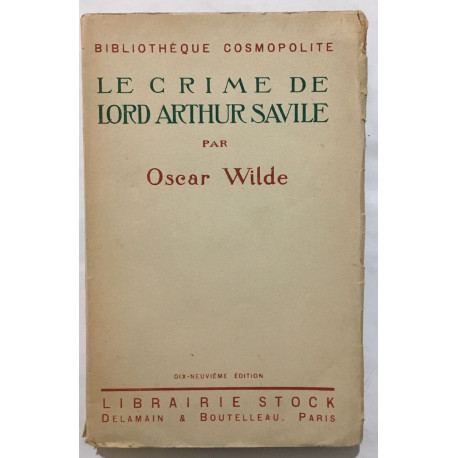 BIBLIOTHÈQUE COSMOPOLITE
LE CRIME DE
LORD ARTHUR SAVILE
PAR
Oscar Wilde
DIX-NEUVIÈME ÉDITION
LIBRAIRIE STOCK
DELAMAIN & BOUTELLEAU, PARIS